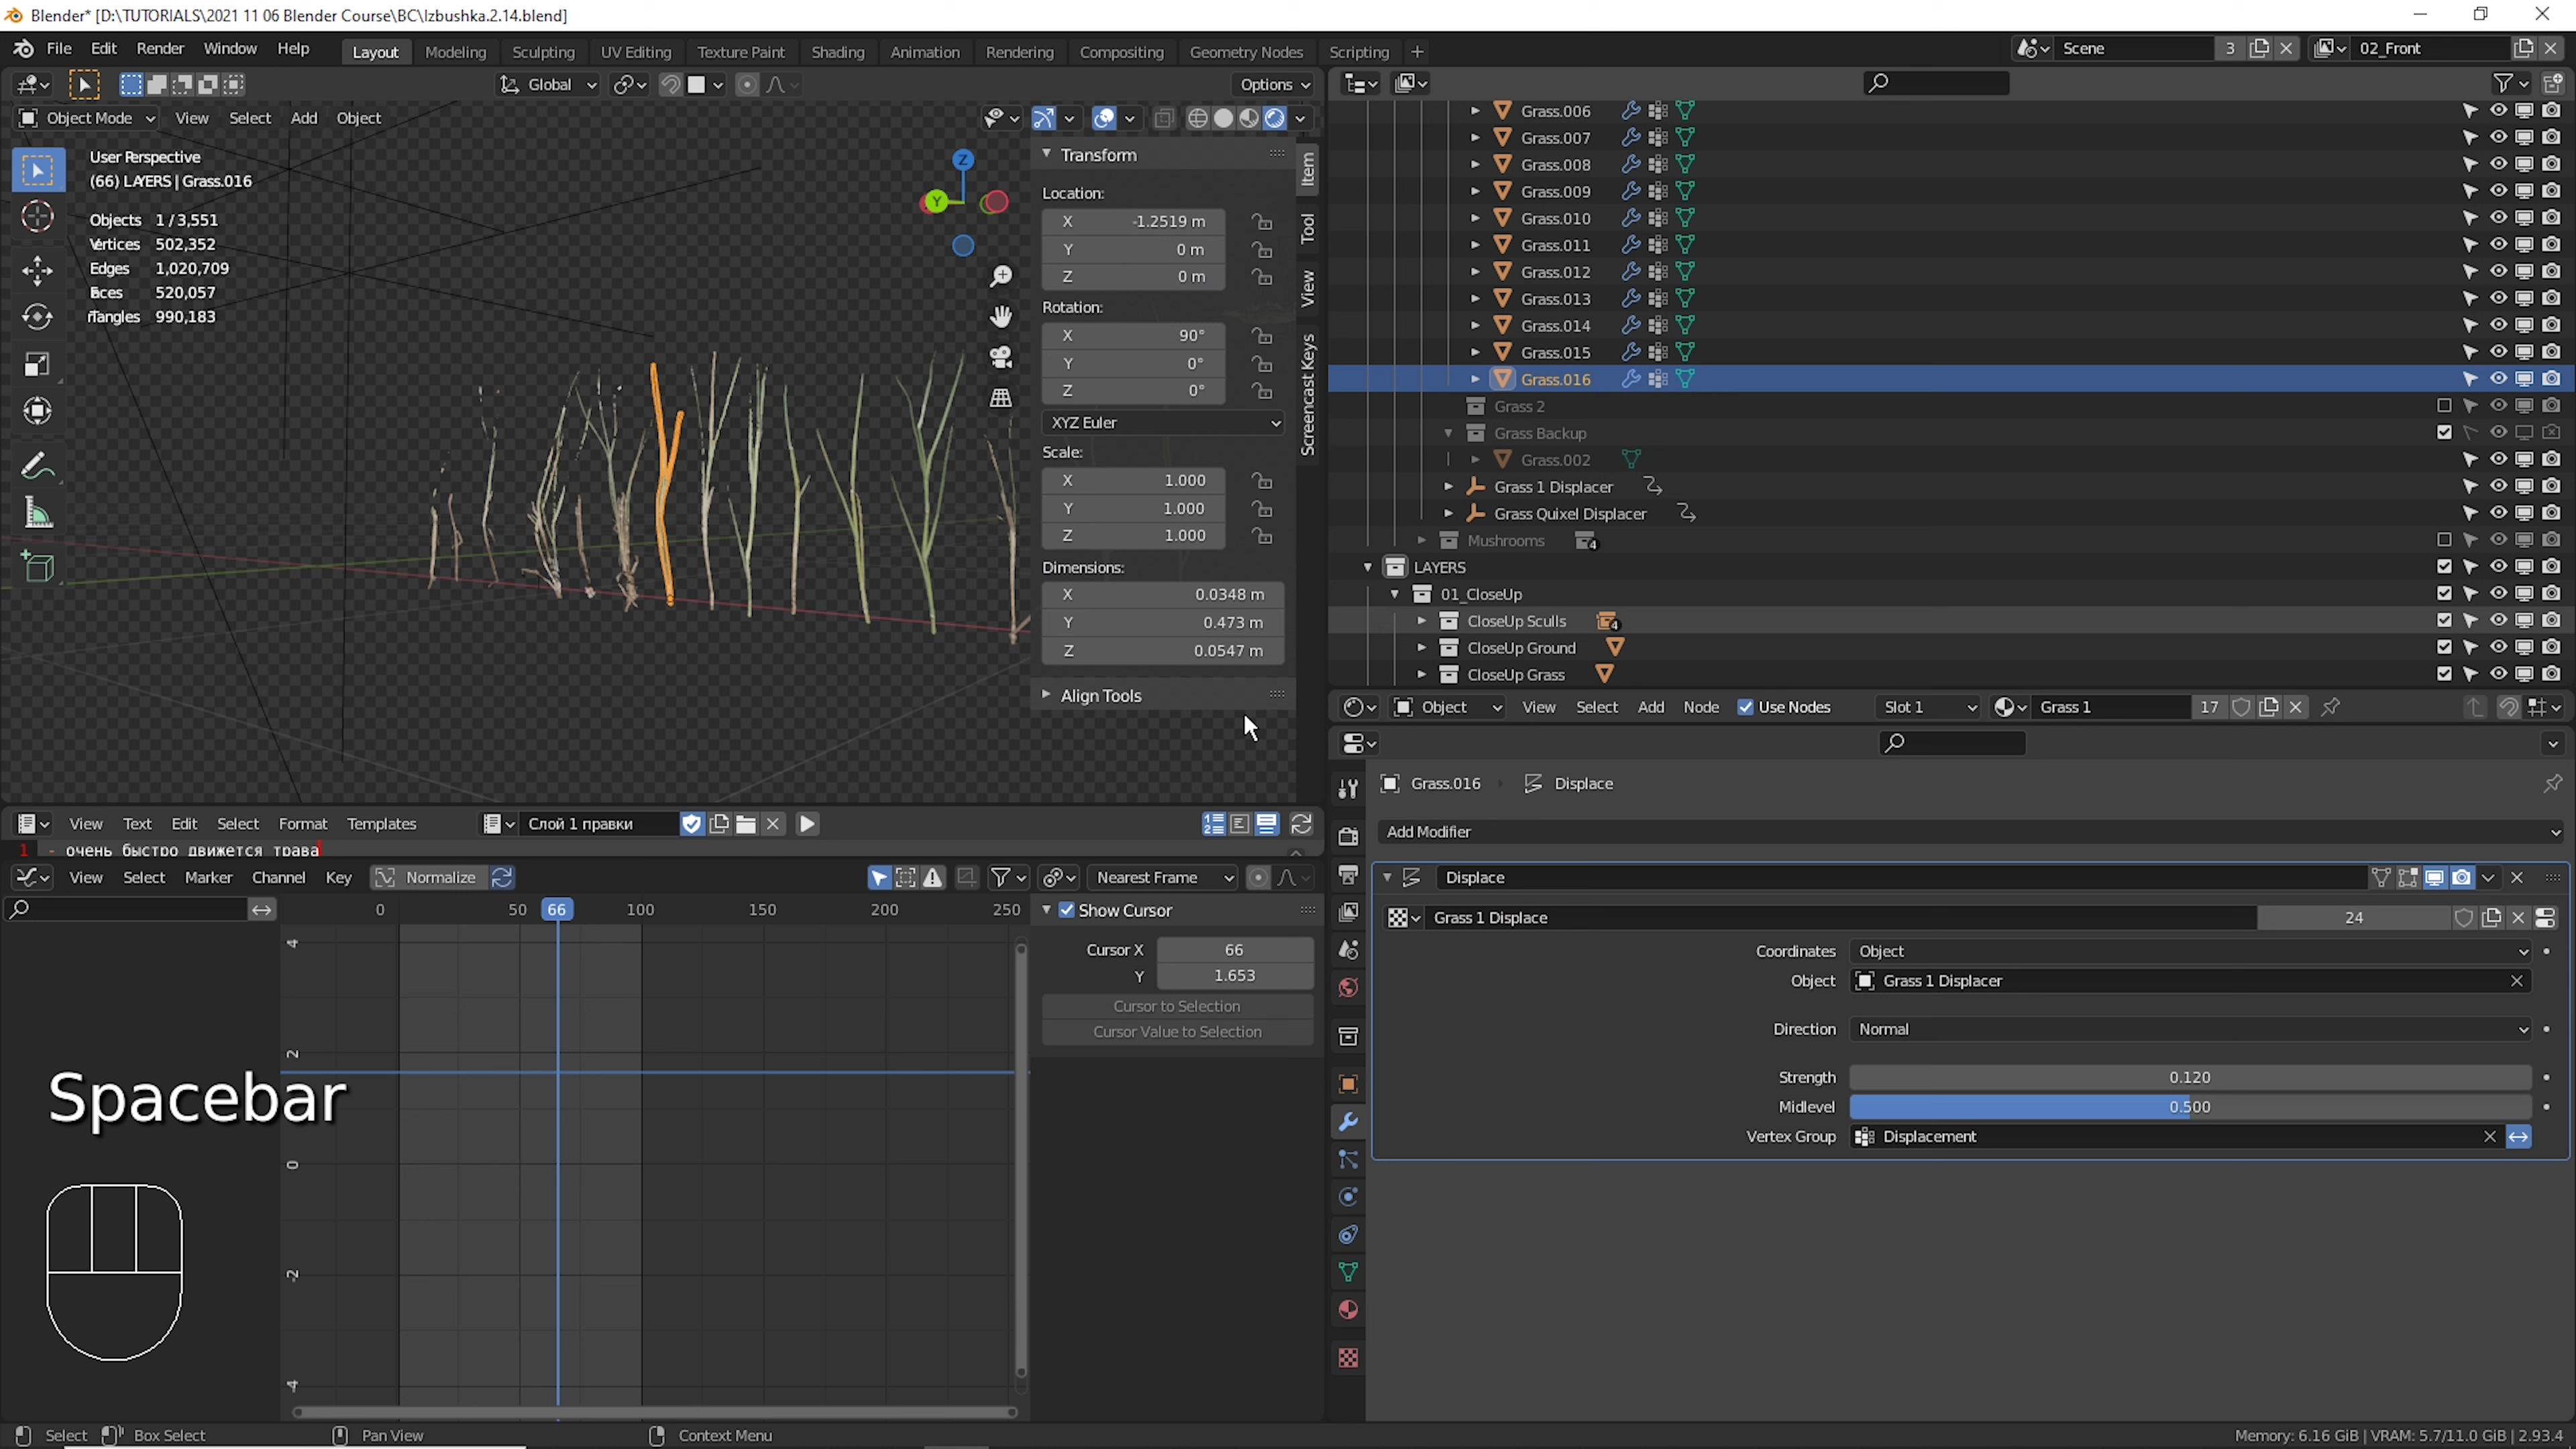 Blender* [D:\TUTORIALS\2021 11 06 Blender Course\BC\Izbushka.2.14.blend]
File Edit Render Window Help Layout Modeling Sculpting UV Editing Texture Paint Shading Animation Rendering Compositing Geometry Nodes Scripting + Scene 3 02_Front
Global Options
Object Mode View Select Add Object
User Perspective
(66) LAYERS | Grass.016
Objects 1 / 3,551
Vertices 502,352
Edges 1,020,709
Faces 520,057
Triangles 990,183
Z
Y
Transform
Location:
X -1.2519 m
Y 0 m
Z 0 m
Rotation:
X 90°
Y 0°
Z 0°
XYZ Euler
Scale:
X 1.000
Y 1.000
Z 1.000
Dimensions:
X 0.0348 m
Y 0.473 m
Z 0.0547 m
Align Tools
Item
Tool
View
Screencast Keys
Grass.006
Grass.007
Grass.008
Grass.009
Grass.010
Grass.011
Grass.012
Grass.013
Grass.014
Grass.015
Grass.016
Grass 2
Grass Backup
Grass.002
Grass 1 Displacer
Grass Quixel Displacer
Mushrooms 4
LAYERS
01_CloseUp
CloseUp Sculls 4
CloseUp Ground
CloseUp Grass
Object View Select Add Node Use Nodes Slot 1 Grass 1 17
Grass.016 Displace
Add Modifier
Displace
Grass 1 Displace 24
Coordinates Object
Object Grass 1 Displacer
Direction Normal
Strength 0.120
Midlevel 0.500
Vertex Group Displacement
View Text Edit Select Format Templates Слой 1 правки
1 - очень быстро движется трава
View Select Marker Channel Key Normalize Nearest Frame
0 50 66 100 150 200 250
4
2
0
-2
-4
Show Cursor
Cursor X 66
Y 1.653
Cursor to Selection
Cursor Value to Selection
Spacebar
Select Box Select Pan View Context Menu Memory: 6.16 GiB | VRAM: 5.7/11.0 GiB | 2.93.4